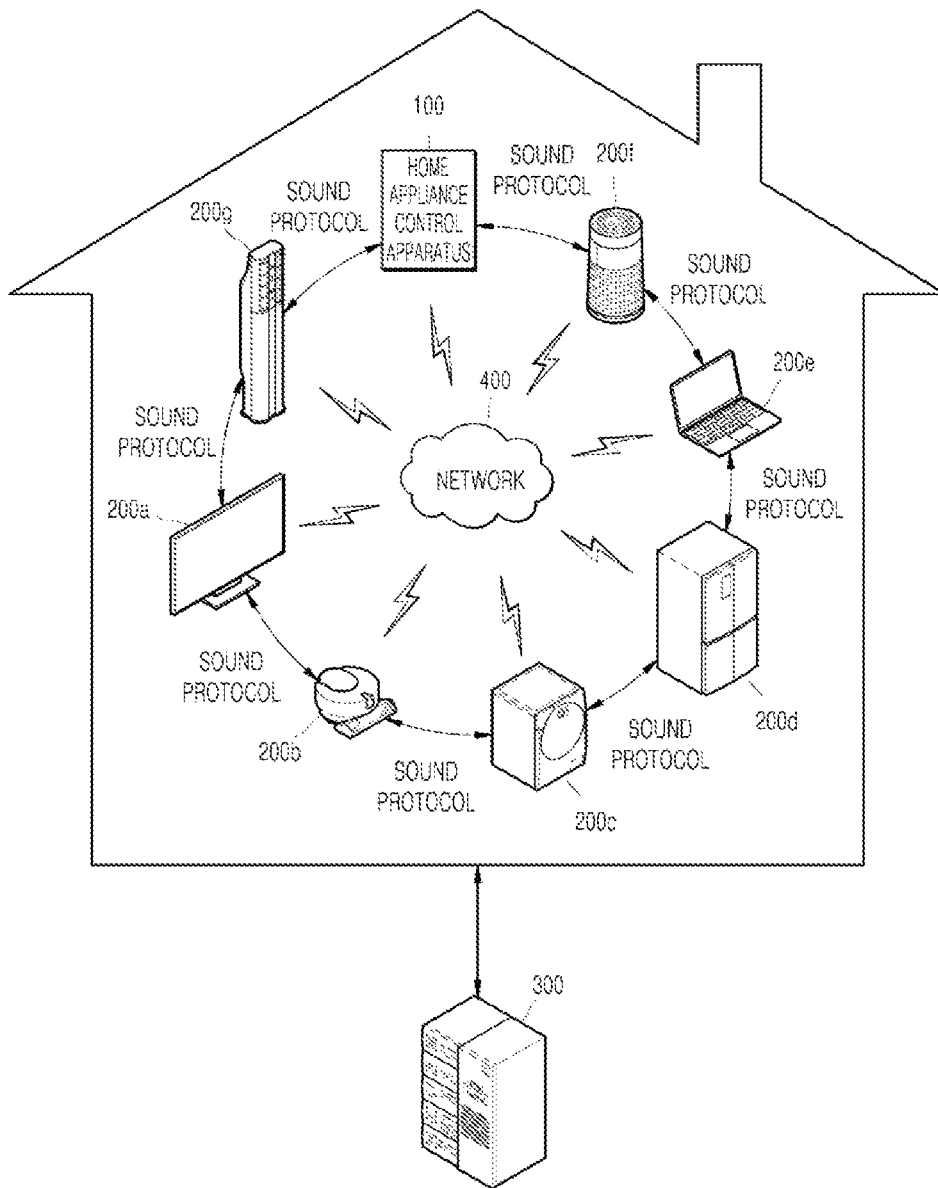 100
HOME
APPLIANCE
CONTROL
APPARATUS
SOUND
PROTOCOL
200f
SOUND
PROTOCOL
200g
SOUND
PROTOCOL
200e
400
NETWORK
SOUND
PROTOCOL
200a
SOUND
PROTOCOL
SOUND
PROTOCOL
200b
200d
SOUND
PROTOCOL
SOUND
PROTOCOL
200c
300